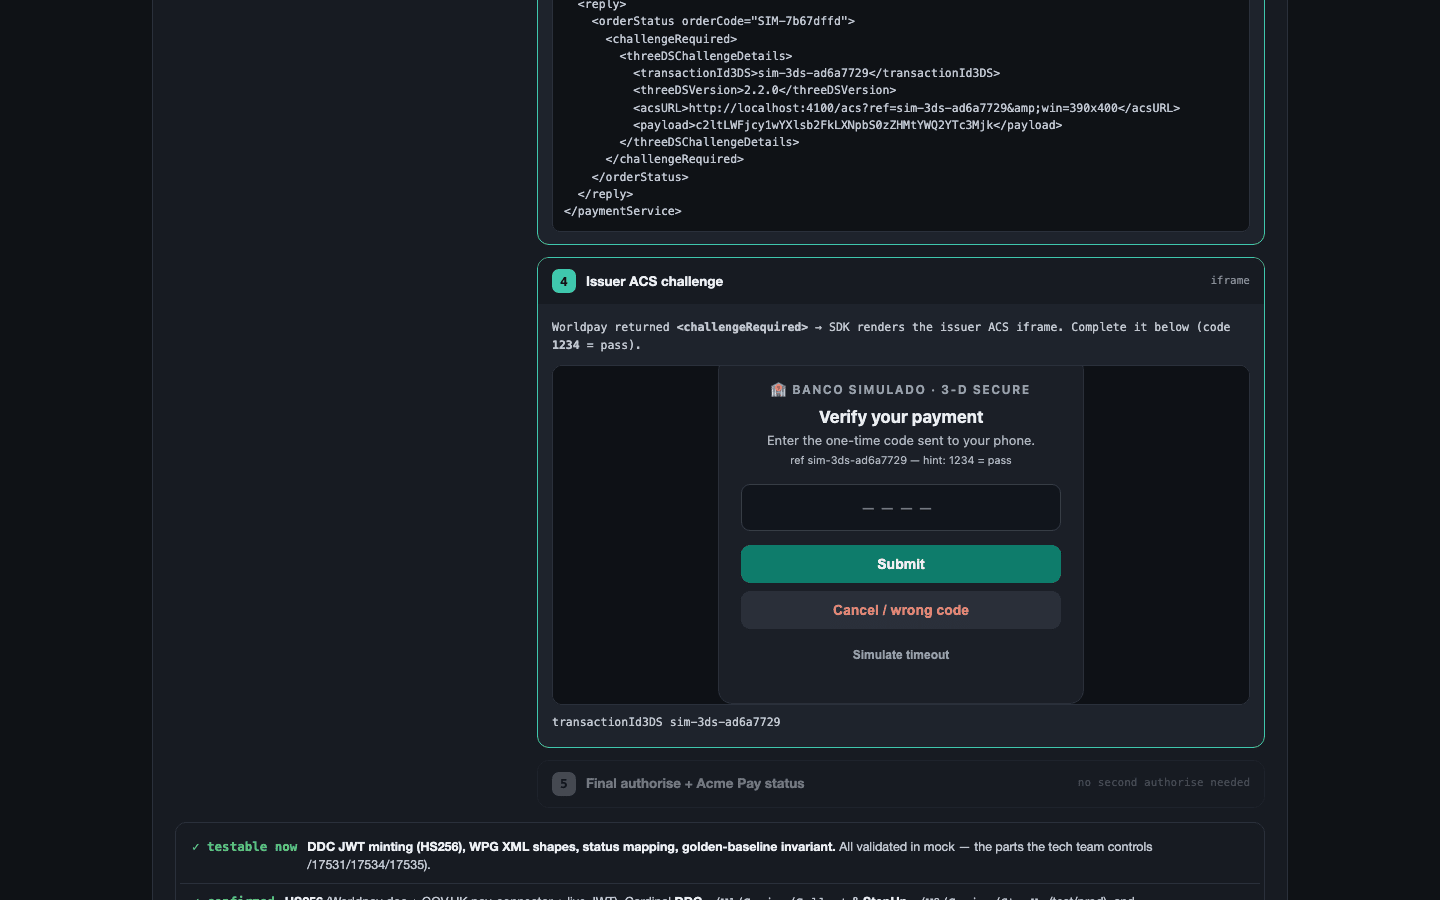 <reply>
<orderStatus orderCode="SIM-7b67dffd">
<challengeRequired>
<threeDSChallengeDetails>
<transactionId3DS>sim-3ds-ad6a7729</transactionId3DS>
<threeDSVersion>2.2.0</threeDSVersion>
<acsURL>http://localhost:4100/acs?ref=sim-3ds-ad6a7729&amp;win=390x400</acsURL>
<payload>c2ltLWFjcy1wYXlsb2FkLXNpbS0zZHMtYWQ2YTc3Mjk</payload>
</threeDSChallengeDetails>
</challengeRequired>
</orderStatus>
</reply>
</paymentService>
4 Issuer ACS challenge iframe
Worldpay returned <challengeRequired> → SDK renders the issuer ACS iframe. Complete it below (code
1234 = pass).
BANCO SIMULADO · 3-D SECURE
Verify your payment
Enter the one-time code sent to your phone.
ref sim-3ds-ad6a7729 — hint: 1234 = pass
— — — —
Submit
Cancel / wrong code
Simulate timeout
transactionId3DS sim-3ds-ad6a7729
5 Final authorise + Acme Pay status no second authorise needed
✓ testable now DDC JWT minting (HS256), WPG XML shapes, status mapping, golden-baseline invariant. All validated in mock — the parts the tech team controls
/17531/17534/17535).